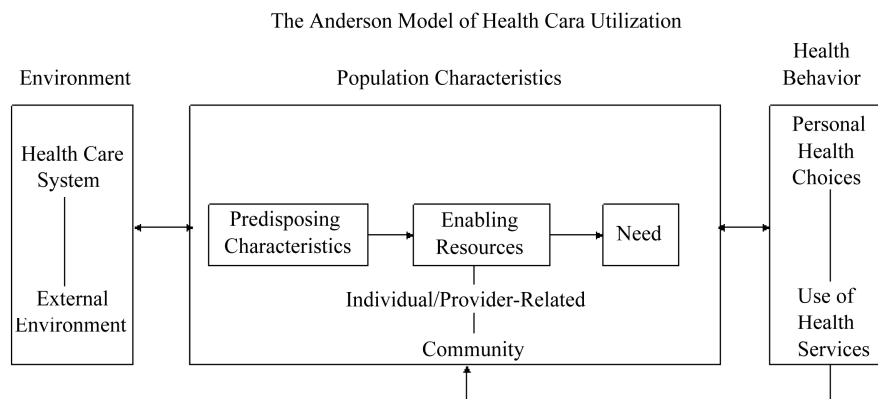 The Anderson Model of Health Cara Utilization
Environment
Population Characteristics
Health
Behavior
Health Care
System
External
Environment
Predisposing
Characteristics
Enabling
Resources
Need
Individual/Provider-Related
Community
Personal
Health
Choices
Use of
Health
Services